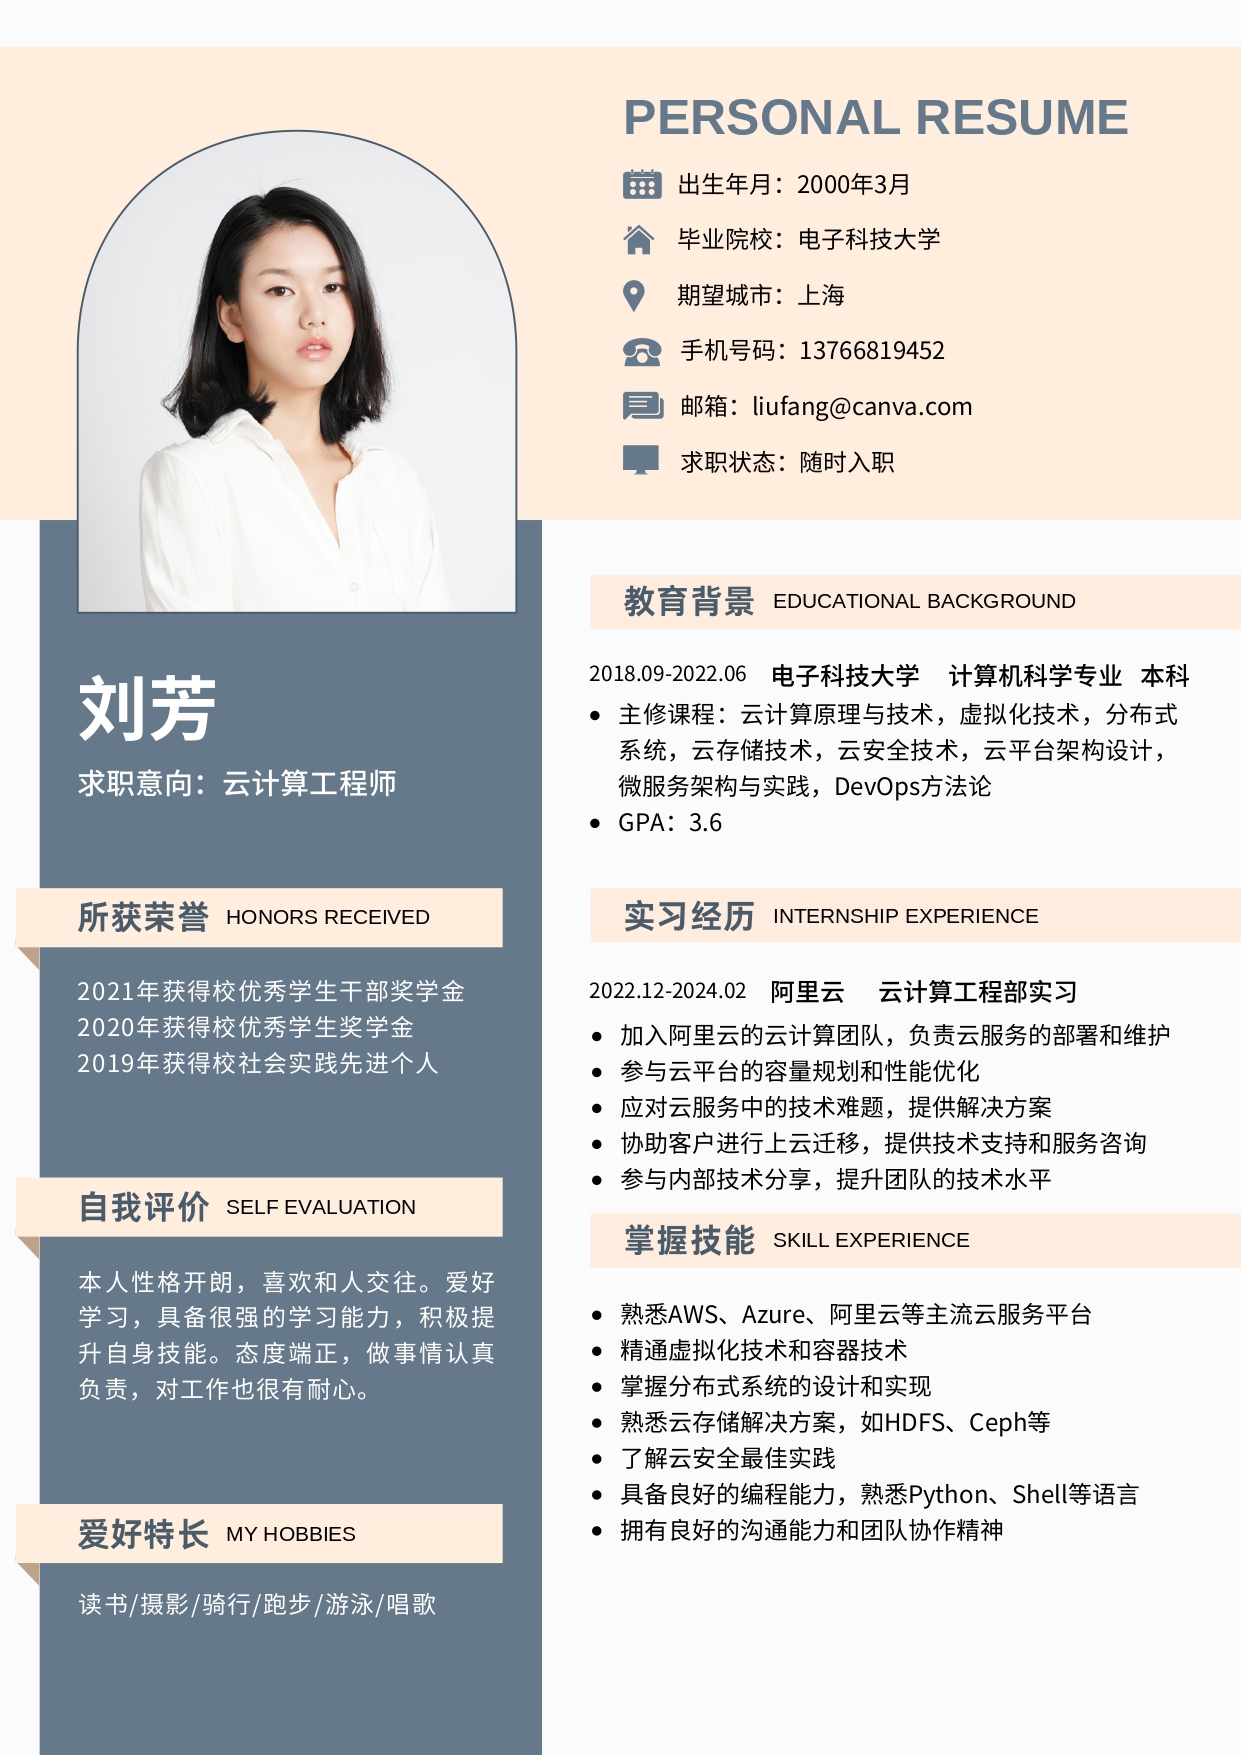 PERSONAL RESUME
出生年月：2000年3月
毕业院校：电子科技大学
期望城市：上海
手机号码：13766819452
邮箱：liufang@canva.com
求职状态：随时入职
刘芳
求职意向：云计算工程师
所获荣誉 HONORS RECEIVED
2021年获得校优秀学生干部奖学金
2020年获得校优秀学生奖学金
2019年获得校社会实践先进个人
自我评价 SELF EVALUATION
本人性格开朗，喜欢和人交往。爱好
学习，具备很强的学习能力，积极提
升自身技能。态度端正，做事情认真
负责，对工作也很有耐心。
爱好特长 MY HOBBIES
读书/摄影/骑行/跑步/游泳/唱歌
教育背景 EDUCATIONAL BACKGROUND
2018.09-2022.06 电子科技大学 计算机科学专业 本科
● 主修课程：云计算原理与技术，虚拟化技术，分布式
系统，云存储技术，云安全技术，云平台架构设计，
微服务架构与实践，DevOps方法论
● GPA：3.6
实习经历 INTERNSHIP EXPERIENCE
2022.12-2024.02 阿里云 云计算工程部实习
● 加入阿里云的云计算团队，负责云服务的部署和维护
● 参与云平台的容量规划和性能优化
● 应对云服务中的技术难题，提供解决方案
● 协助客户进行上云迁移，提供技术支持和服务咨询
● 参与内部技术分享，提升团队的技术水平
掌握技能 SKILL EXPERIENCE
● 熟悉AWS、Azure、阿里云等主流云服务平台
● 精通虚拟化技术和容器技术
● 掌握分布式系统的设计和实现
● 熟悉云存储解决方案，如HDFS、Ceph等
● 了解云安全最佳实践
● 具备良好的编程能力，熟悉Python、Shell等语言
● 拥有良好的沟通能力和团队协作精神